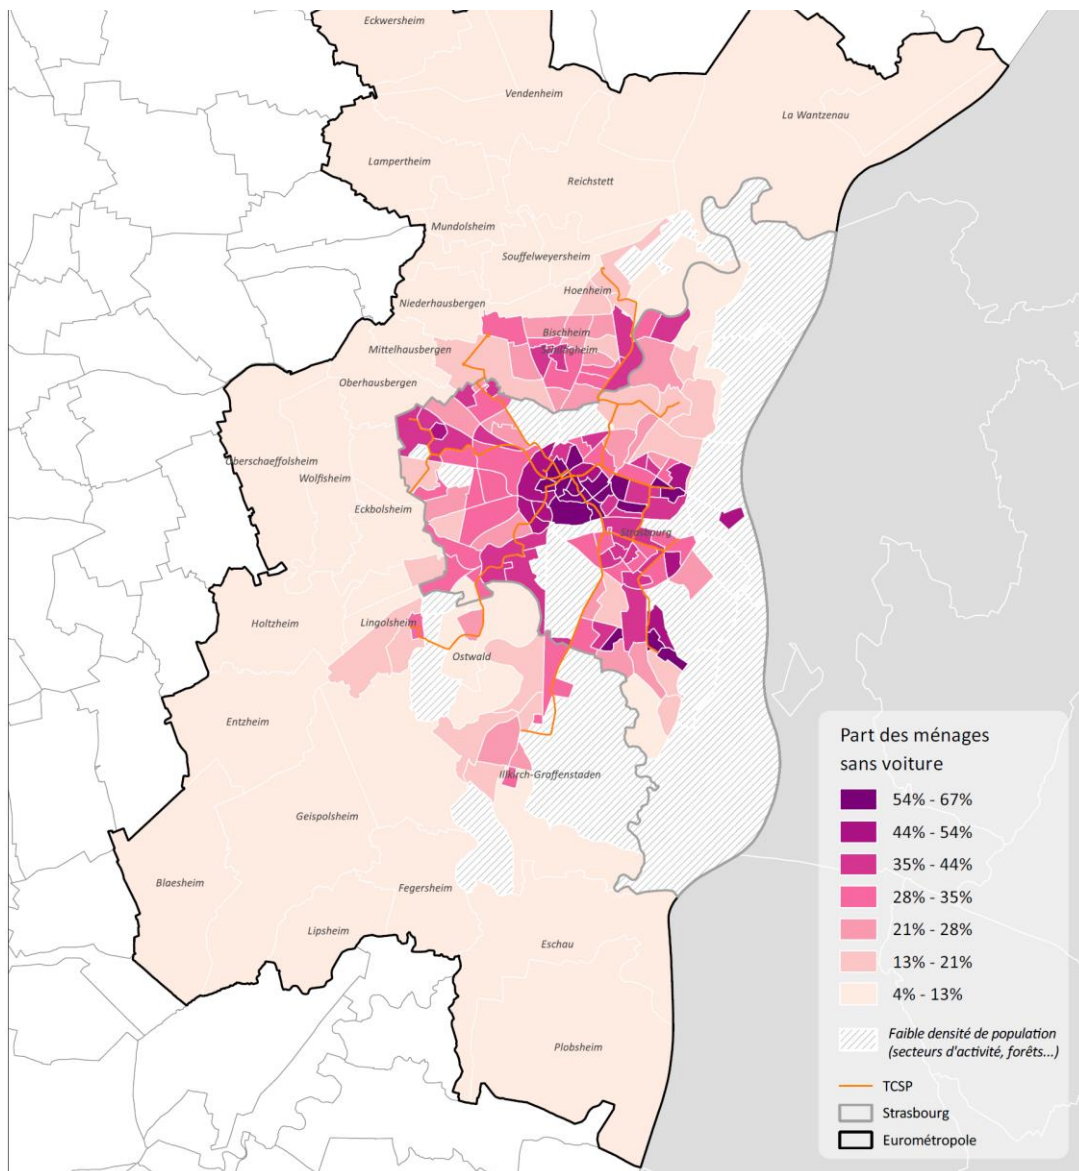 Eckwersheim
Vendenheim
La Wantzenau
Lampertheim
Reichstett
Mundolsheim
Souffelweyersheim
Hoenheim
Niederhausbergen
Bischheim
Mittelhausbergen
Schiltigheim
Oberhausbergen
Oberschaeffolsheim
Wolfisheim
Eckbolsheim
Strasbourg
Holtzheim
Lingolsheim
Ostwald
Entzheim
Illkirch-Graffenstaden
Geispolsheim
Blaesheim
Fegersheim
Lipsheim
Eschau
Plobsheim
Part des ménages
sans voiture
54% - 67%
44% - 54%
35% - 44%
28% - 35%
21% - 28%
13% - 21%
4% - 13%
Faible densité de population
(secteurs d'activité, forêts...)
TCSP
Strasbourg
Eurométropole